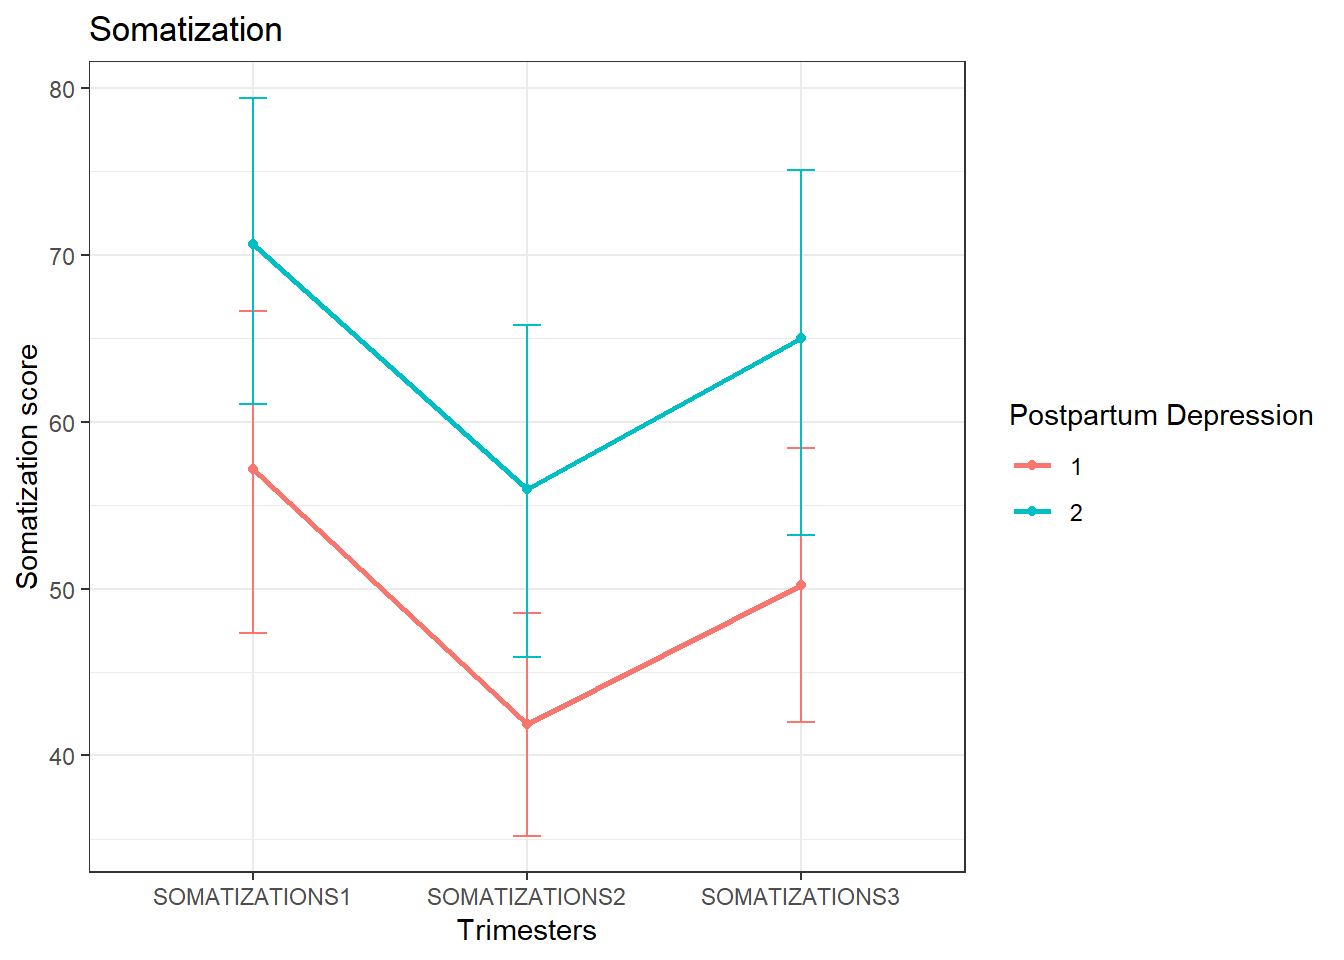 Somatization
80
70
60
50
40
Somatization score
SOMATIZATIONS1 SOMATIZATIONS2 SOMATIZATIONS3
Trimesters
Postpartum Depression
1
2